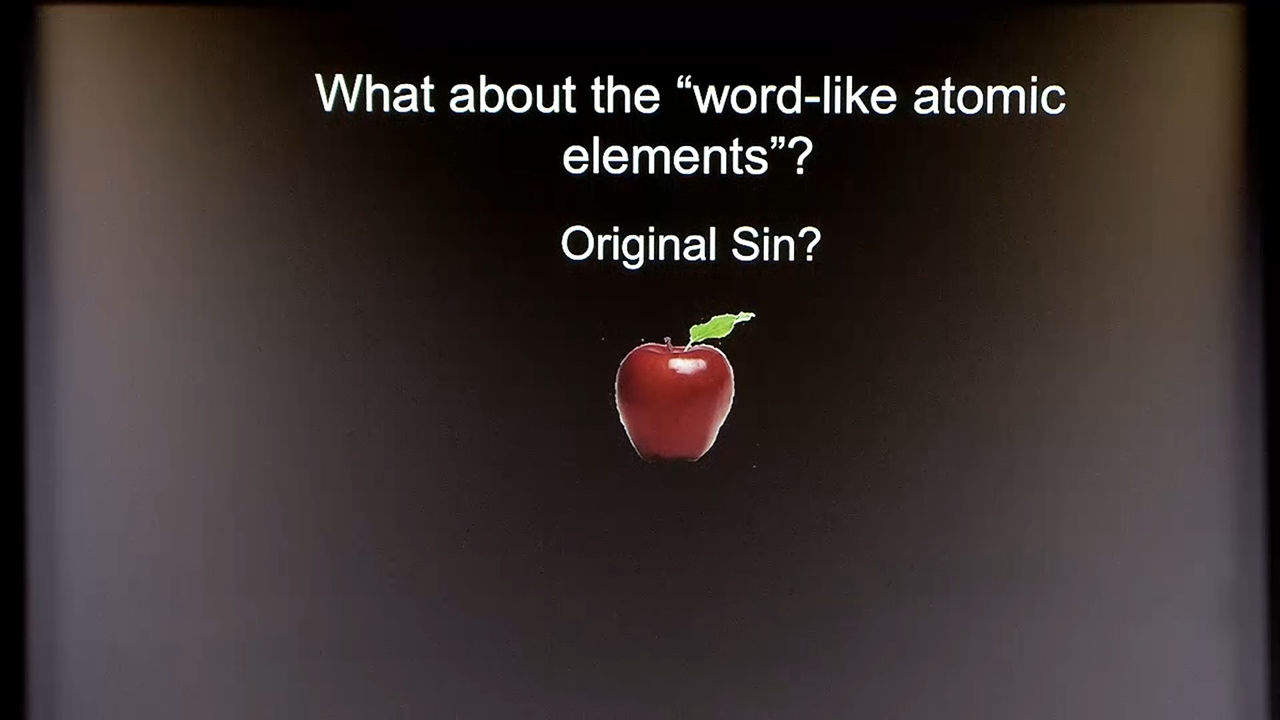 What about the “word-like atomic
elements”?
Original Sin?